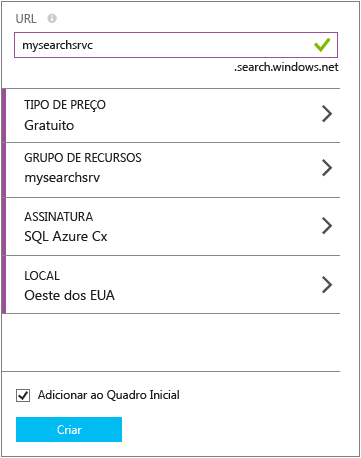 URL
mysearchsrvc
.search.windows.net
TIPO DE PREÇO
Gratuito
GRUPO DE RECURSOS
mysearchsrv
ASSINATURA
SQL Azure Cx
LOCAL
Oeste dos EUA
Adicionar ao Quadro Inicial
Criar